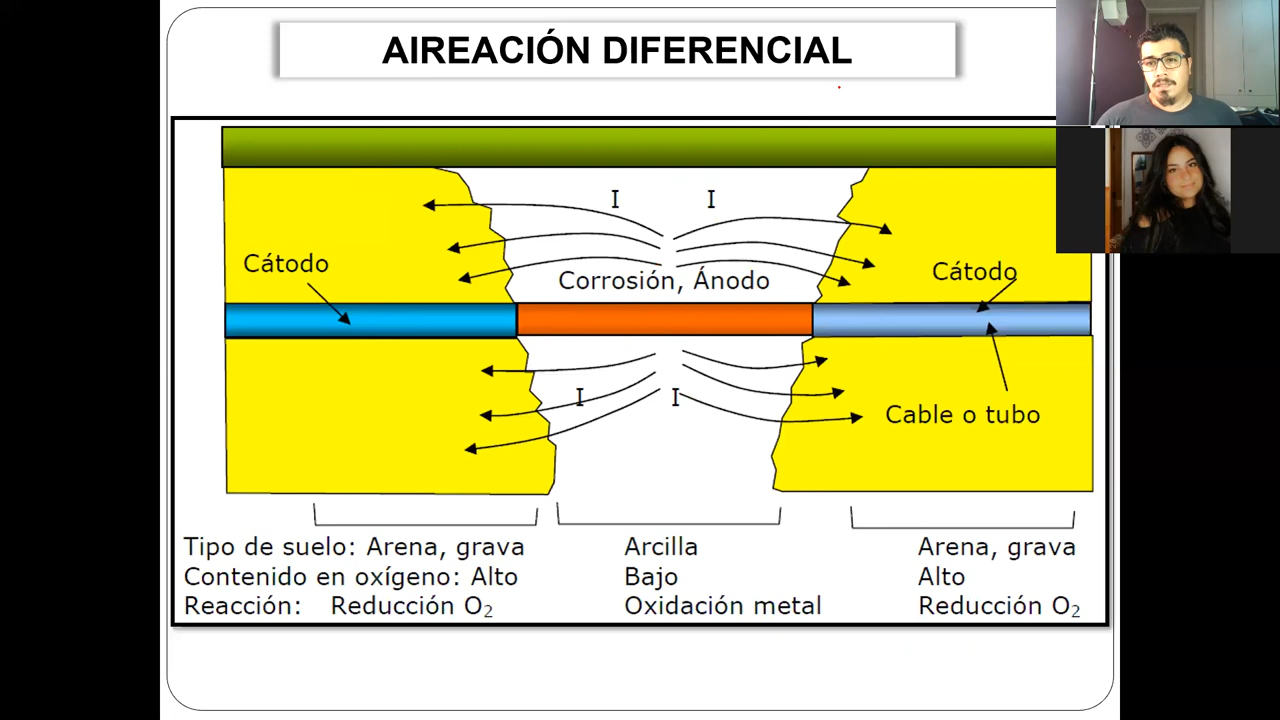 AIREACIÓN DIFERENCIAL
I I
Cátodo
Corrosión, Ánodo
Cátodo
I I
Cable o tubo
Tipo de suelo: Arena, grava Arcilla Arena, grava
Contenido en oxígeno: Alto Bajo Alto
Reacción: Reducción O₂ Oxidación metal Reducción O₂